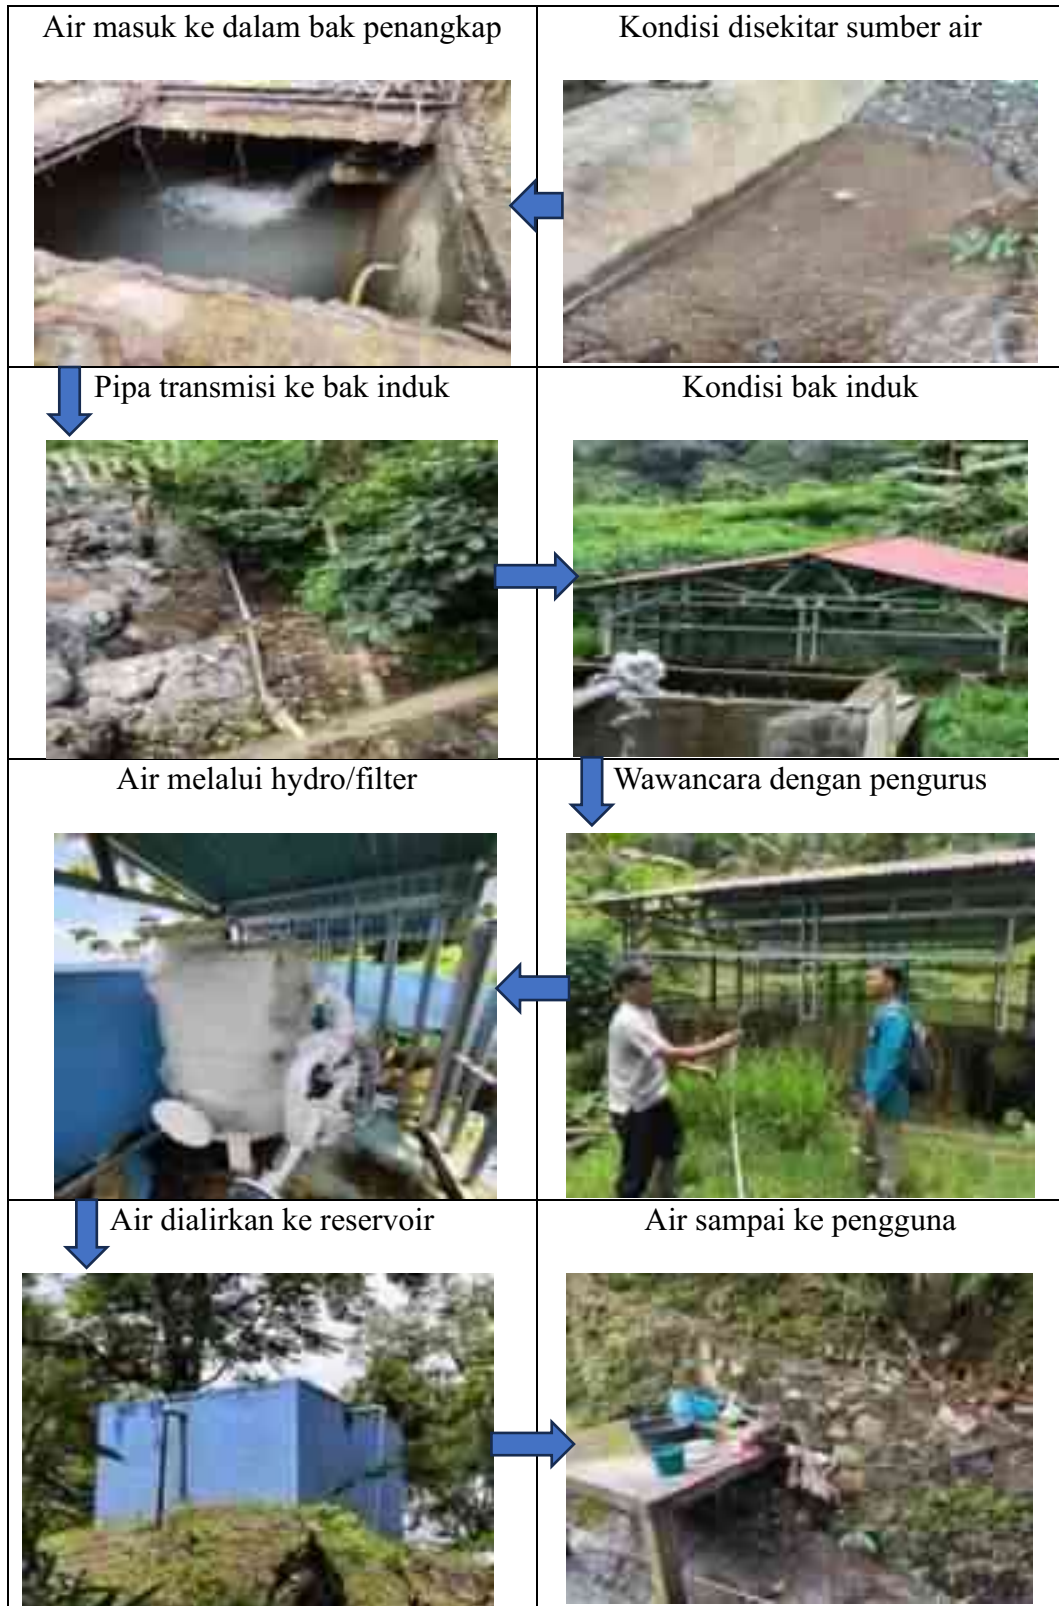 Air masuk ke dalam bak penangkap
Kondisi disekitar sumber air
Pipa transmisi ke bak induk
Kondisi bak induk
Air melalui hydro/filter
Wawancara dengan pengurus
Air dialirkan ke reservoir
Air sampai ke pengguna